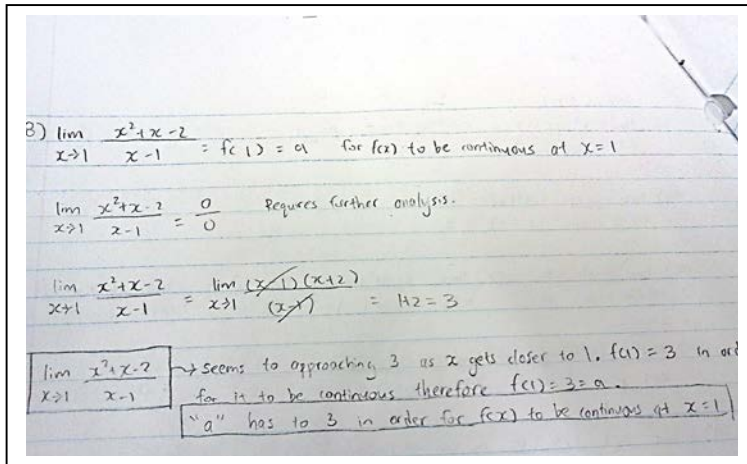 3) lim x→1 x²+x-2 / x-1 = f(1) = a for f(x) to be continuous at x=1
lim x→1 x²+x-2 / x-1 = 0/0 Requres further analysis.
lim x→1 x²+x-2 / x-1 = lim x→1 (x-1)(x+2) / (x-1) = 1+2 = 3
lim x→1 x²+x-2 / x-1 → seems to approaching 3 as x gets closer to 1. f(1) = 3 in ord
for it to be continuous therefore f(1) = 3 = a.
"a" has to 3 in order for f(x) to be continuous at x=1